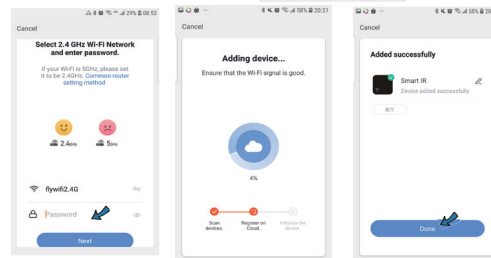 29% 08:53
Cancel
Select 2.4 GHz Wi-Fi Network
and enter password.
If your Wi-Fi is 5GHz, please set
it to be 2.4GHz. Common router
setting method
2.4GHz
5GHz
flywifi2.4G
Password
Next
58% 20:31
Cancel
Adding device...
Ensure that the Wi-Fi signal is good.
4%
Scan
devices.
Register on
Cloud.
Initialize the
device
58% 20
Cancel
Added successfully
Smart IR
Device added successfully
客厅
Done